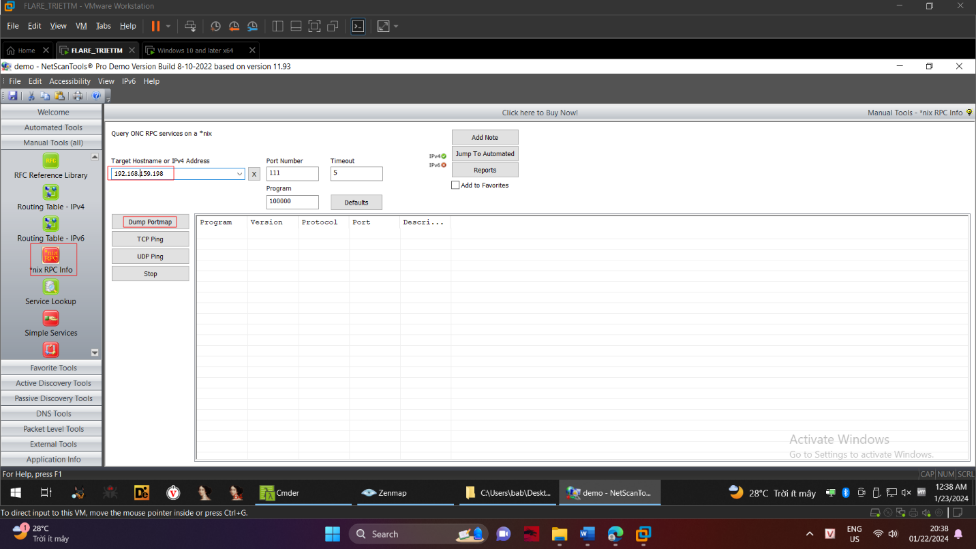 FLARE_TRIETTM - VMware Workstation
File Edit View VM Tabs Help
Home FLARE_TRIETTM Windows 10 and later x64
demo - NetScanTools® Pro Demo Version Build 8-10-2022 based on version 11.93
File Edit Accessibility View IPv6 Help
Welcome Click here to Buy Now! Manual Tools - *nix RPC Info
Automated Tools
Manual Tools (all)
RFC
RFC Reference Library
Routing Table - IPv4
Routing Table - IPv6
*nix RPC Info
Service Lookup
Simple Services
Favorite Tools
Active Discovery Tools
Passive Discovery Tools
DNS Tools
Packet Level Tools
External Tools
Application Info
Query ONC RPC services on a *nix
Target Hostname or IPv4 Address Port Number Timeout
192.168.159.198 X 111 5
Program
100000 Defaults
IPv4
IPv6
Add Note
Jump To Automated
Reports
Add to Favorites
Dump Portmap
TCP Ping
UDP Ping
Stop
Program Version Protocol Port Descri...
Activate Windows
Go to Settings to activate Windows.
For Help, press F1 CAP NUM SCRL
Cmder Zenmap C:\Users\bab\Deskt... demo - NetScanTo... 28°C Trời ít mây 12:38 AM
1/23/2024
To direct input to this VM, move the mouse pointer inside or press Ctrl+G.
28°C
Trời ít mây
Search
ENG
US
20:38
01/22/2024